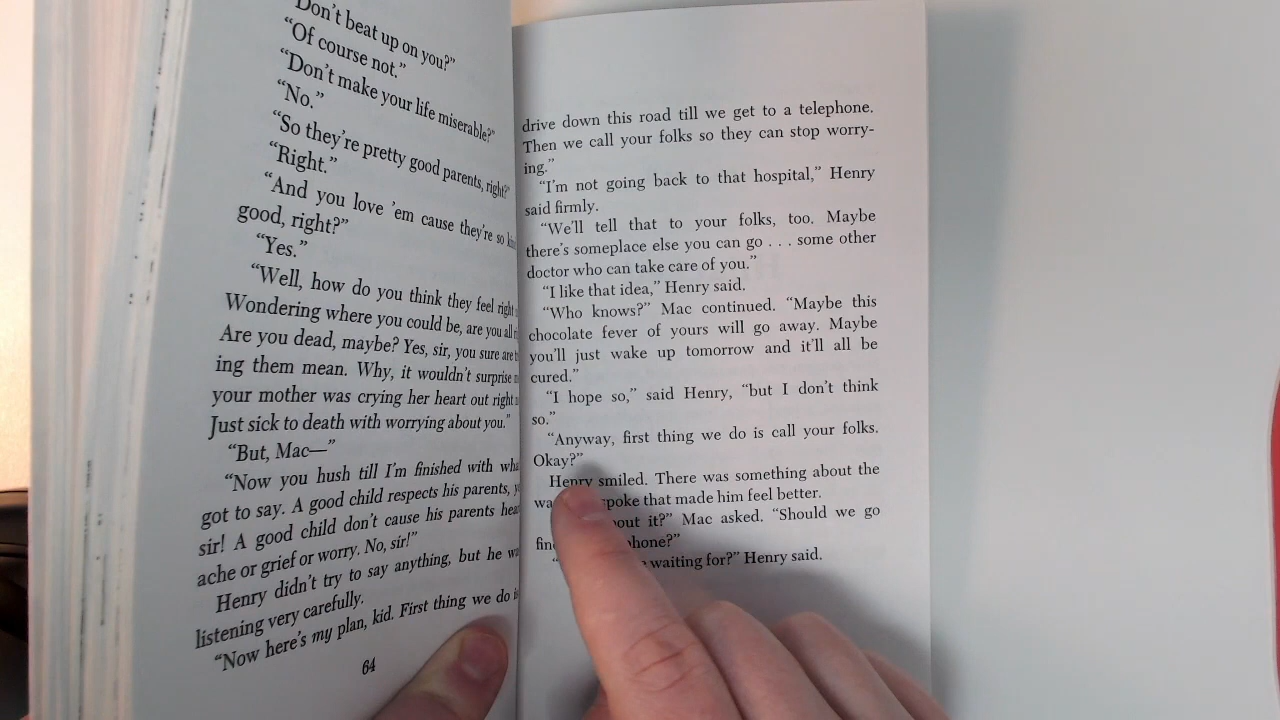 Don't beat up on you?"
"Of course not."
"Don't make your life miserable?"
"No."
"So they're pretty good parents, right?"
"Right."
"And you love 'em cause they're so
good, right?"
"Yes."
"Well, how do you think they feel right
Wondering where you could be, are you all
Are you dead, maybe? Yes, sir, you sure are
ing them mean. Why, it wouldn't surprise
your mother was crying her heart out right
Just sick to death with worrying about you."
"But, Mac—"
"Now you hush till I'm finished with
got to say. A good child respects his parents,
sir! A good child don't cause his parents
ache or grief or worry. No, sir!"
Henry didn't try to say anything, but he
listening very carefully.
"Now here's my plan, kid. First thing we do
64
drive down this road till we get to a telephone.
Then we call your folks so they can stop worry-
ing."
"I'm not going back to that hospital," Henry
said firmly.
"We'll tell that to your folks, too. Maybe
there's someplace else you can go . . . some other
doctor who can take care of you."
"I like that idea," Henry said.
"Who knows?" Mac continued. "Maybe this
chocolate fever of yours will go away. Maybe
you'll just wake up tomorrow and it'll all be
cured."
"I hope so," said Henry, "but I don't think
so."
"Anyway, first thing we do is call your folks.
Okay?"
Henry smiled. There was something about the
spoke that made him feel better.
it?" Mac asked. "Should we go
waiting for?" Henry said.